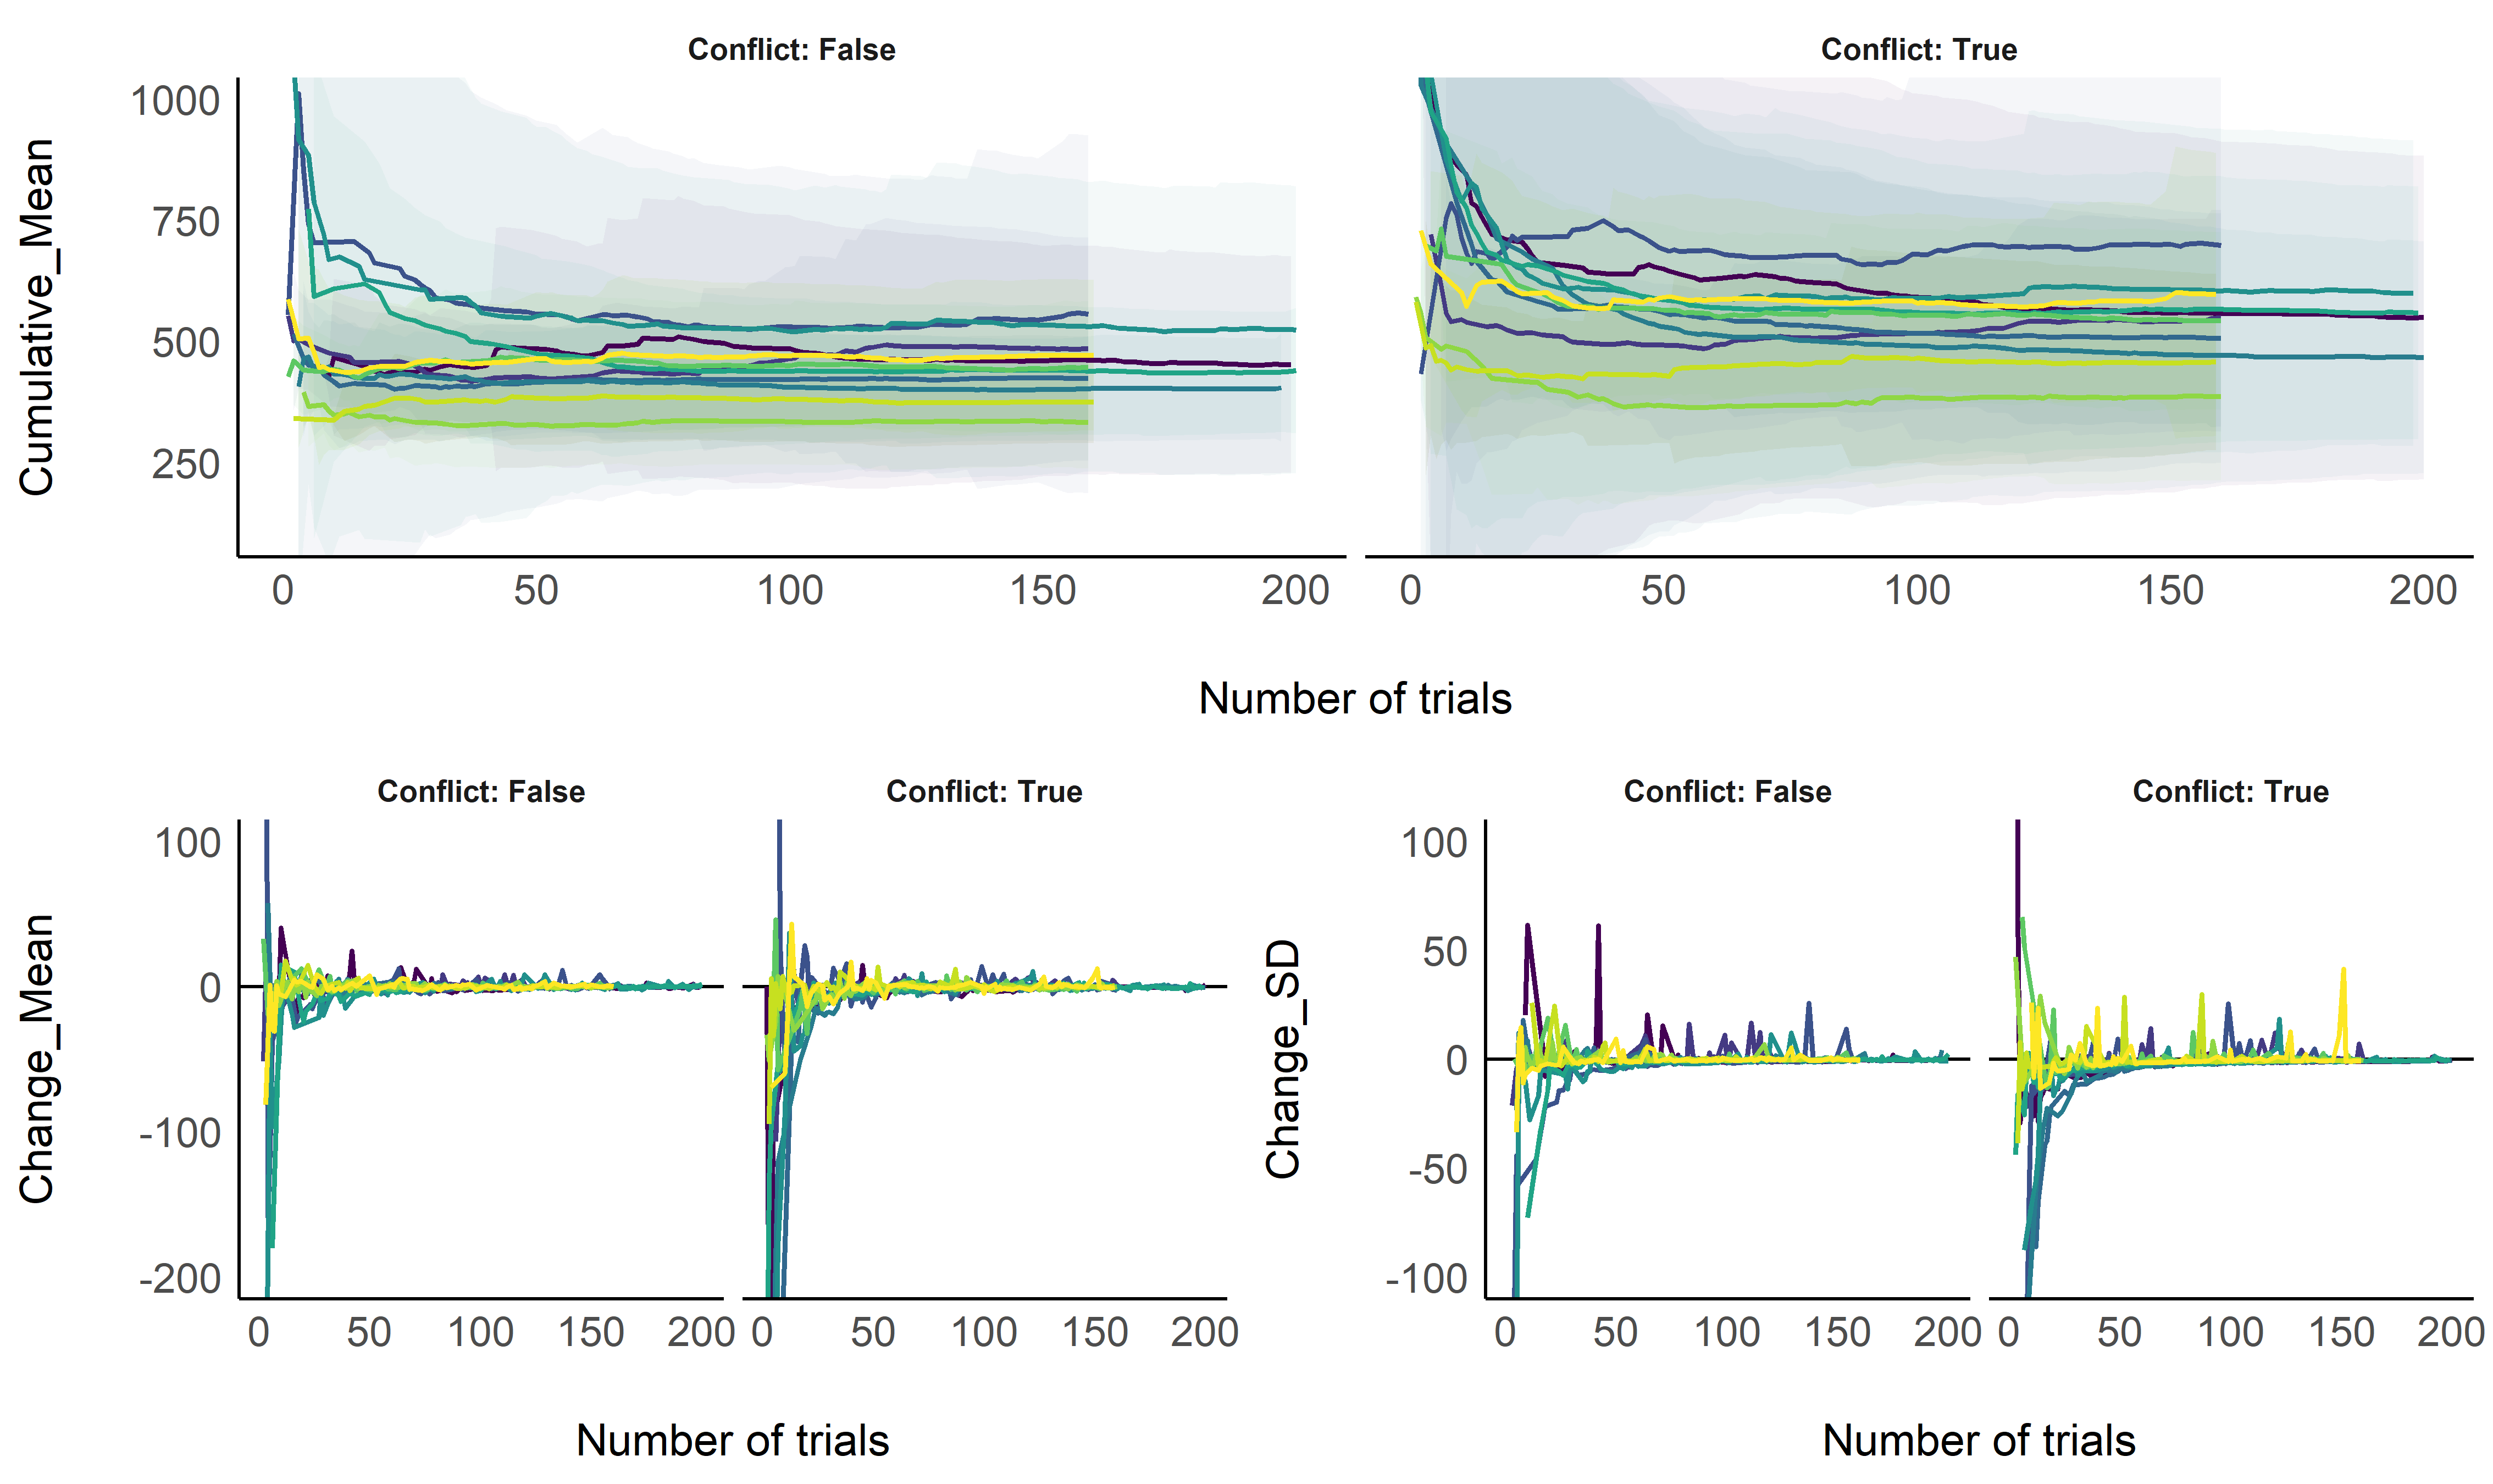 Conflict: False
Conflict: True
Cumulative_Mean
1000
750
500
250
0 50 100 150 200
0 50 100 150 200
Number of trials
Conflict: False
Conflict: True
Change_Mean
100
0
-100
-200
0 50 100 150 200
0 50 100 150 200
Number of trials
Conflict: False
Conflict: True
Change_SD
100
50
0
-50
-100
0 50 100 150 200
0 50 100 150 200
Number of trials